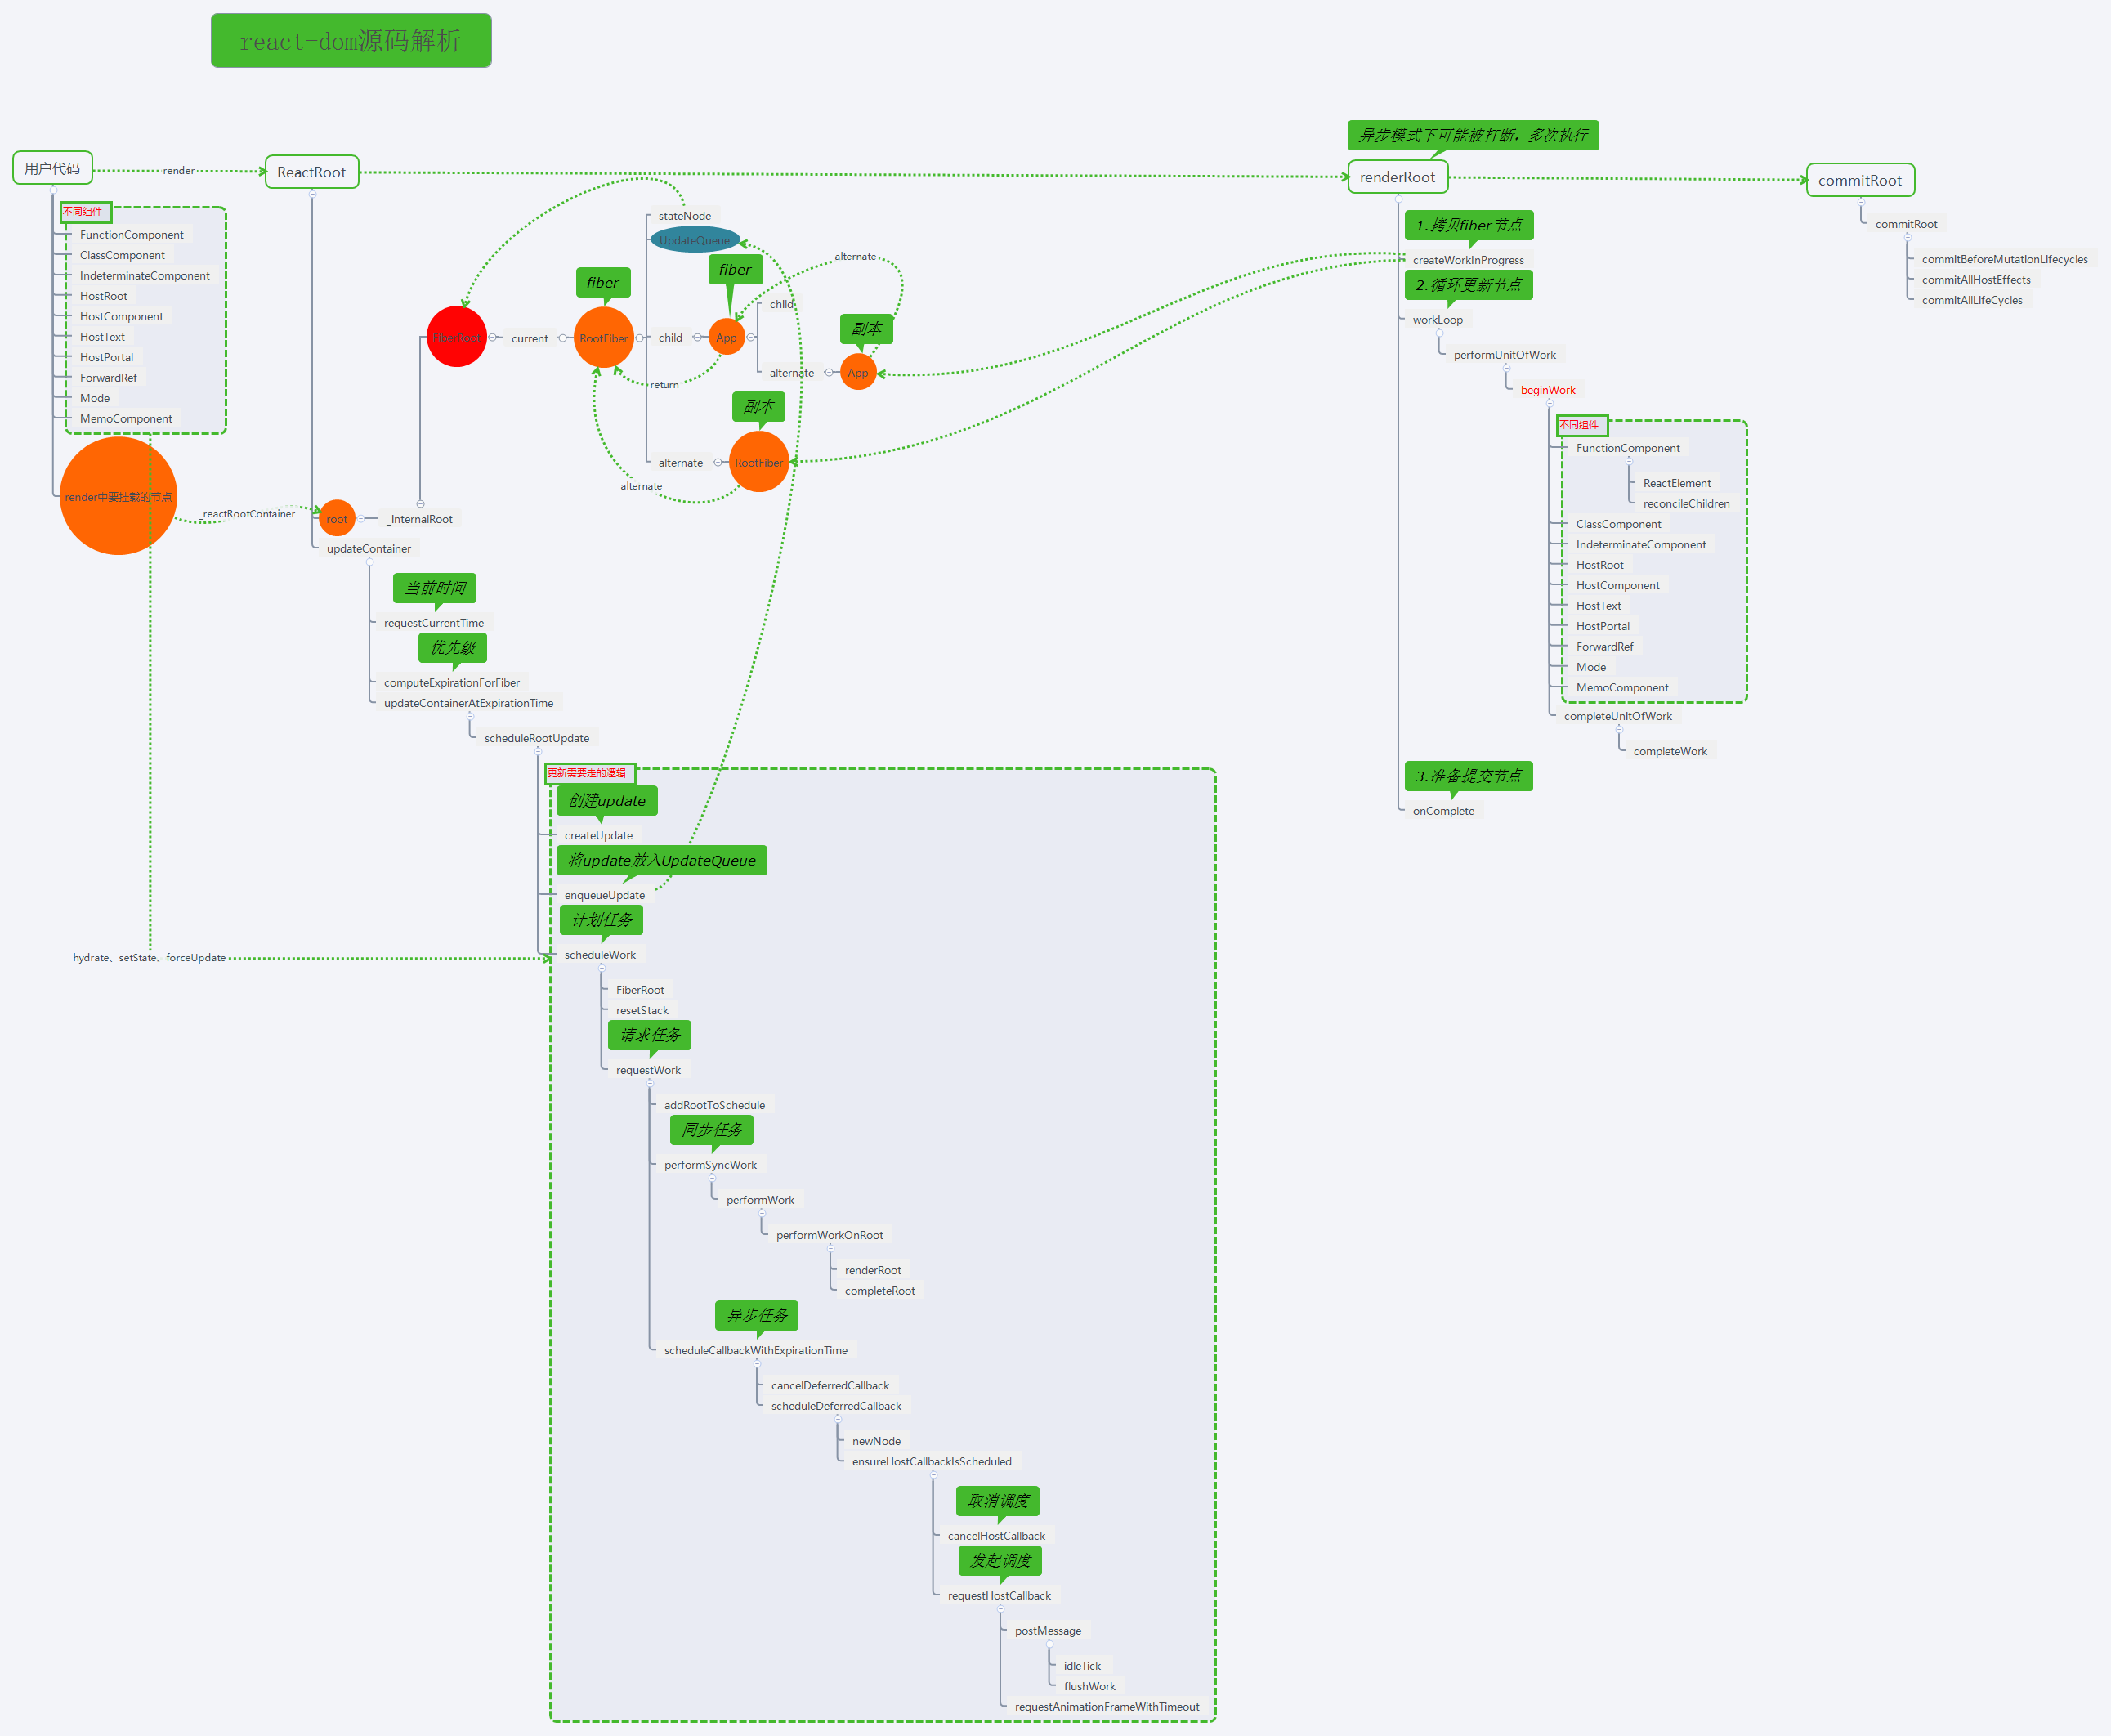 react-dom源码解析
用户代码
render
不同组件
FunctionComponent
ClassComponent
IndeterminateComponent
HostRoot
HostComponent
HostText
HostPortal
ForwardRef
Mode
MemoComponent
render中要挂载的节点
_reactRootContainer
hydrate、setState、forceUpdate
ReactRoot
root
_internalRoot
FiberRoot
current
fiber
RootFiber
stateNode
UpdateQueue
fiber
child
App
return
child
alternate
副本
App
alternate
alternate
副本
RootFiber
alternate
updateContainer
当前时间
requestCurrentTime
优先级
computeExpirationForFiber
updateContainerAtExpirationTime
scheduleRootUpdate
更新需要走的逻辑
创建update
createUpdate
将update放入UpdateQueue
enqueueUpdate
计划任务
scheduleWork
FiberRoot
resetStack
请求任务
requestWork
addRootToSchedule
同步任务
performSyncWork
performWork
performWorkOnRoot
renderRoot
completeRoot
异步任务
scheduleCallbackWithExpirationTime
cancelDeferredCallback
scheduleDeferredCallback
newNode
ensureHostCallbackIsScheduled
取消调度
cancelHostCallback
发起调度
requestHostCallback
postMessage
idleTick
flushWork
requestAnimationFrameWithTimeout
异步模式下可能被打断，多次执行
renderRoot
1.拷贝fiber节点
createWorkInProgress
2.循环更新节点
workLoop
performUnitOfWork
beginWork
不同组件
FunctionComponent
ReactElement
reconcileChildren
ClassComponent
IndeterminateComponent
HostRoot
HostComponent
HostText
HostPortal
ForwardRef
Mode
MemoComponent
completeUnitOfWork
completeWork
3.准备提交节点
onComplete
commitRoot
commitRoot
commitBeforeMutationLifecycles
commitAllHostEffects
commitAllLifeCycles